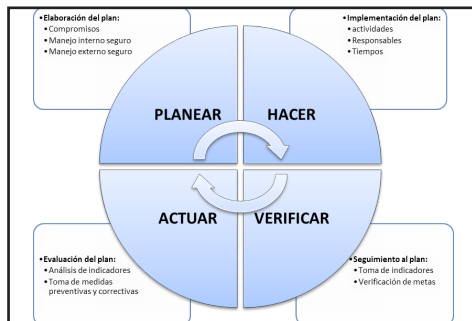 •Elaboración del plan:
•Compromisos
•Manejo interno seguro
•Manejo externo seguro
•Implementación del plan:
•actividades
•Responsables
•Tiempos
PLANEAR
HACER
ACTUAR
VERIFICAR
•Evaluación del plan:
•Análisis de indicadores
•Toma de medidas
preventivas y correctivas
•Seguimiento al plan:
•Toma de indicadores
•Verificación de metas